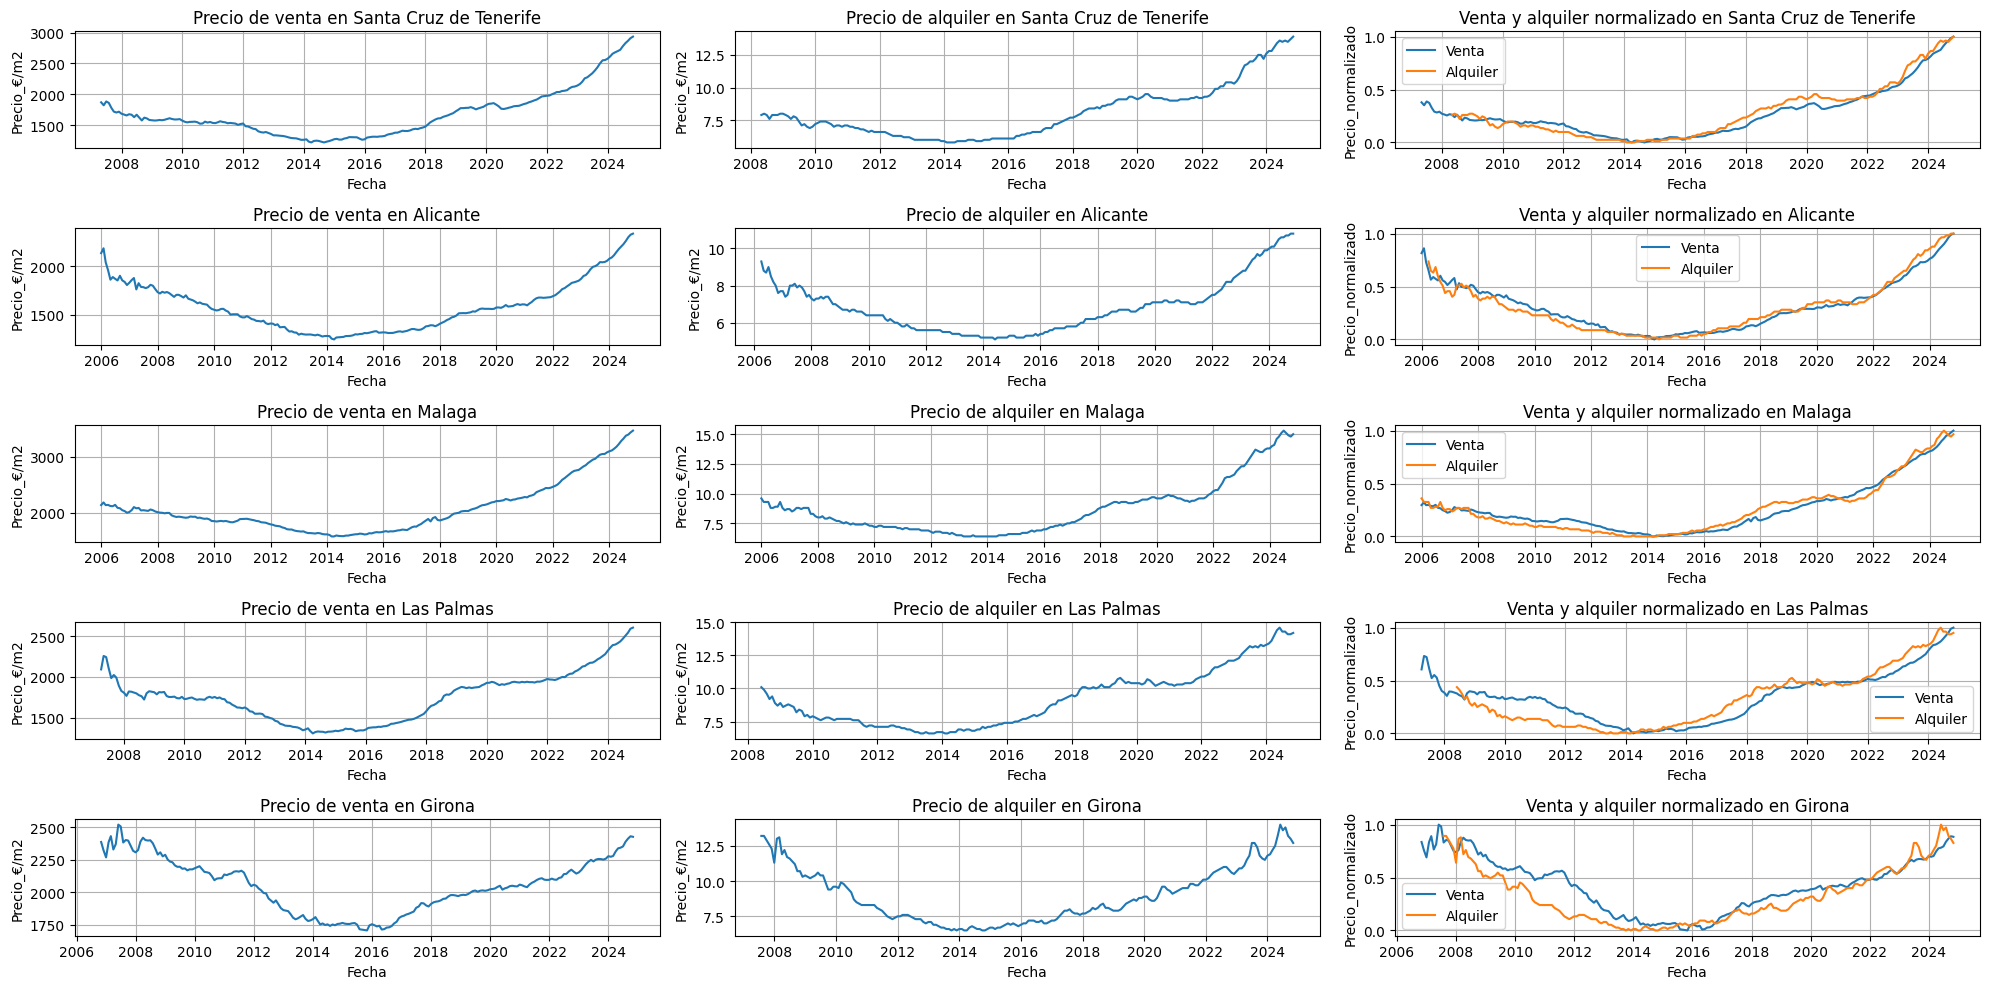 Precio de venta en Santa Cruz de Tenerife
Precio_€/m2
3000
2500
2000
1500
2008 2010 2012 2014 2016 2018 2020 2022 2024
Fecha
Precio de alquiler en Santa Cruz de Tenerife
Precio_€/m2
12.5
10.0
7.5
2008 2010 2012 2014 2016 2018 2020 2022 2024
Fecha
Venta y alquiler normalizado en Santa Cruz de Tenerife
Precio_normalizado
1.0
0.5
0.0
Venta
Alquiler
2008 2010 2012 2014 2016 2018 2020 2022 2024
Fecha
Precio de venta en Alicante
Precio_€/m2
2000
1500
2006 2008 2010 2012 2014 2016 2018 2020 2022 2024
Fecha
Precio de alquiler en Alicante
Precio_€/m2
10
8
6
2006 2008 2010 2012 2014 2016 2018 2020 2022 2024
Fecha
Venta y alquiler normalizado en Alicante
Precio_normalizado
1.0
0.5
0.0
Venta
Alquiler
2006 2008 2010 2012 2014 2016 2018 2020 2022 2024
Fecha
Precio de venta en Malaga
Precio_€/m2
3000
2000
2006 2008 2010 2012 2014 2016 2018 2020 2022 2024
Fecha
Precio de alquiler en Malaga
Precio_€/m2
15.0
12.5
10.0
7.5
2006 2008 2010 2012 2014 2016 2018 2020 2022 2024
Fecha
Venta y alquiler normalizado en Malaga
Precio_normalizado
1.0
0.5
0.0
Venta
Alquiler
2006 2008 2010 2012 2014 2016 2018 2020 2022 2024
Fecha
Precio de venta en Las Palmas
Precio_€/m2
2500
2000
1500
2008 2010 2012 2014 2016 2018 2020 2022 2024
Fecha
Precio de alquiler en Las Palmas
Precio_€/m2
15.0
12.5
10.0
7.5
2008 2010 2012 2014 2016 2018 2020 2022 2024
Fecha
Venta y alquiler normalizado en Las Palmas
Precio_normalizado
1.0
0.5
0.0
Venta
Alquiler
2008 2010 2012 2014 2016 2018 2020 2022 2024
Fecha
Precio de venta en Girona
Precio_€/m2
2500
2250
2000
1750
2006 2008 2010 2012 2014 2016 2018 2020 2022 2024
Fecha
Precio de alquiler en Girona
Precio_€/m2
12.5
10.0
7.5
2008 2010 2012 2014 2016 2018 2020 2022 2024
Fecha
Venta y alquiler normalizado en Girona
Precio_normalizado
1.0
0.5
0.0
Venta
Alquiler
2006 2008 2010 2012 2014 2016 2018 2020 2022 2024
Fecha